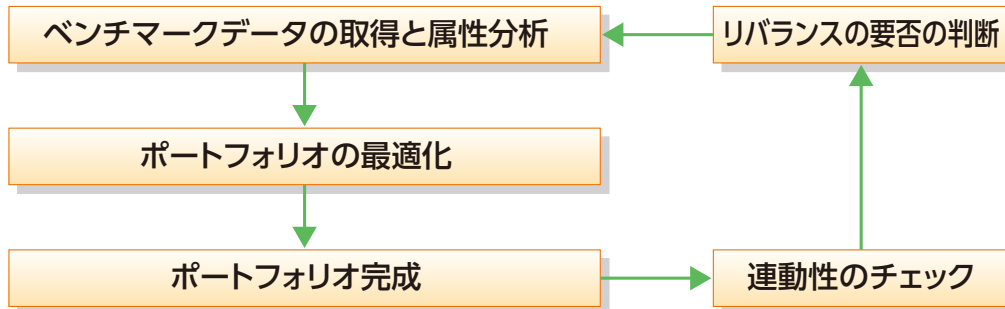 ベンチマークデータの取得と属性分析
リバランスの要否の判断
ポートフォリオの最適化
ポートフォリオ完成
連動性のチェック